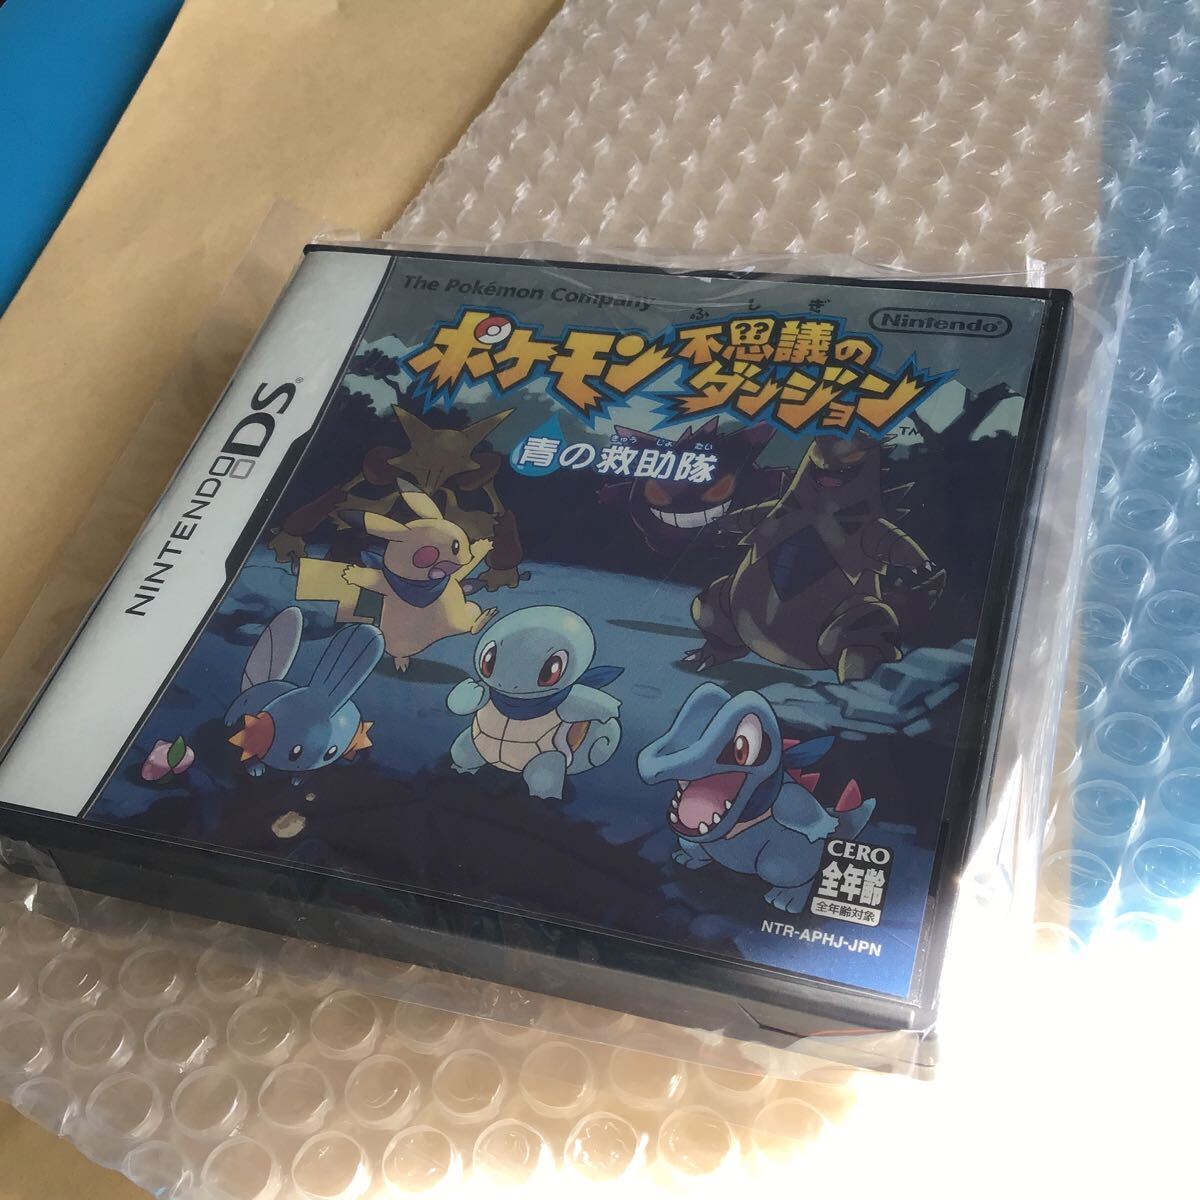 The Pokémon Company
Nintendo
ふしぎ
ポケモン不思議の
ダンジョン™
きゅうじょたい
青の救助隊
NINTENDO DS®
CERO
全年齢
全年齢対象
NTR-APHJ-JPN